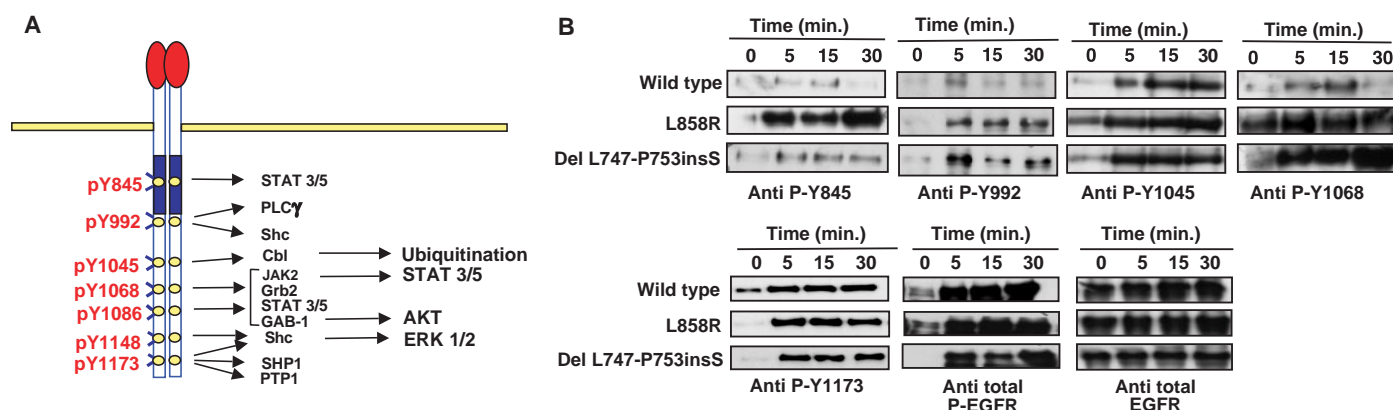 A
pY845
pY992
pY1045
pY1068
pY1086
pY1148
pY1173
STAT 3/5
PLCγ
Shc
Cbl
JAK2
Grb2
STAT 3/5
GAB-1
Shc
SHP1
PTP1
Ubiquitination
STAT 3/5
AKT
ERK 1/2
B
Time (min.) Time (min.) Time (min.) Time (min.)
0 5 15 30 0 5 15 30 0 5 15 30 0 5 15 30
Wild type
L858R
Del L747-P753insS
Anti P-Y845 Anti P-Y992 Anti P-Y1045 Anti P-Y1068
Time (min.) Time (min.) Time (min.)
0 5 15 30 0 5 15 30 0 5 15 30
Wild type
L858R
Del L747-P753insS
Anti P-Y1173 Anti total Anti total
P-EGFR EGFR